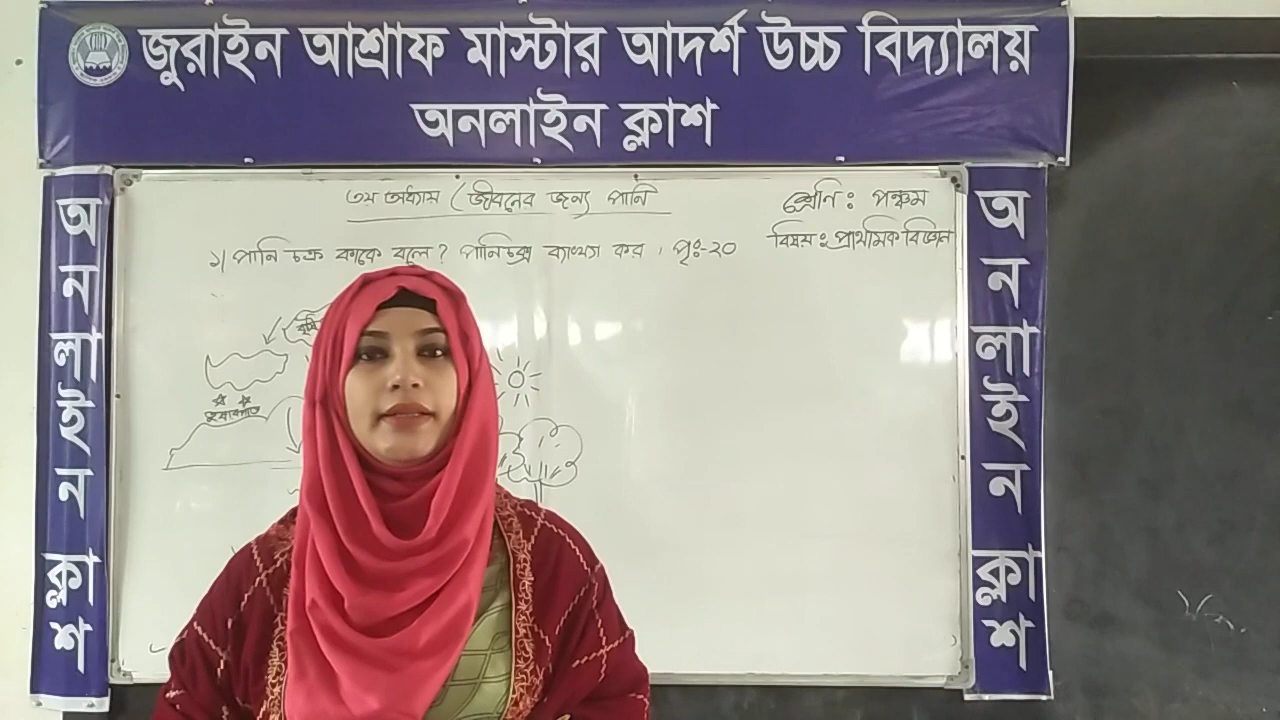 জুরাইন আশ্রাফ মাস্টার আদর্শ উচ্চ বিদ্যালয়
অনলাইন ক্লাশ
৩য় অধ্যায় (জীবনের জন্য পানি
শ্রেণি: পঞ্চম
বিষয়: প্রাথমিক বিজ্ঞান
১। পানি চক্র কাকে বলে? পানিচক্র ব্যাখ্যা কর। পৃঃ-২০
তুষারপাত
অনলাইন ক্লাশ
অনলাইন ক্লাশ